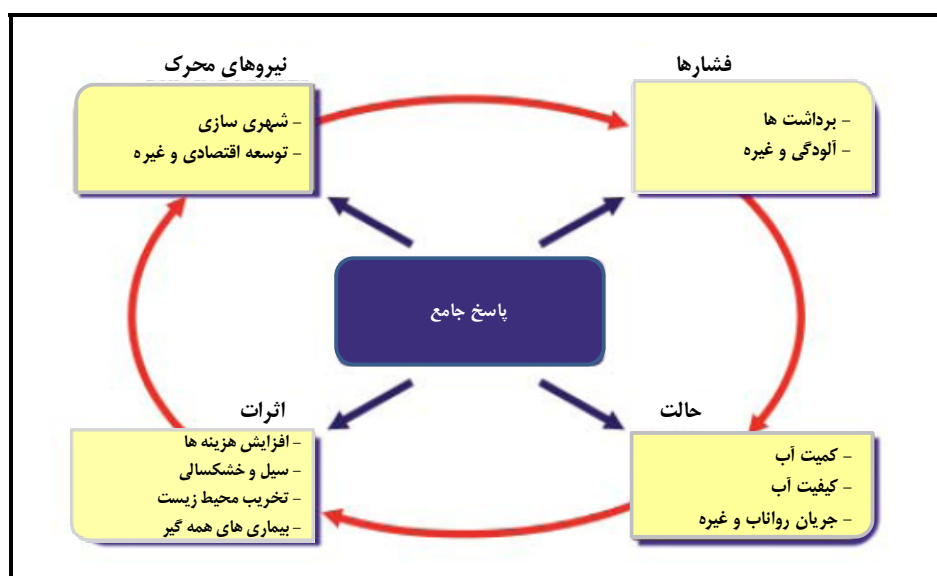 نیروهای محرک
- شهری سازی
- توسعه اقتصادی و غیره
فشارها
- برداشت ها
- آلودگی و غیره
پاسخ جامع
اثرات
- افزایش هزینه ها
- سیل و خشکسالی
- تخریب محیط زیست
- بیماری های همه گیر
حالت
- کمیت آب
- کیفیت آب
- جریان رواناب و غیره